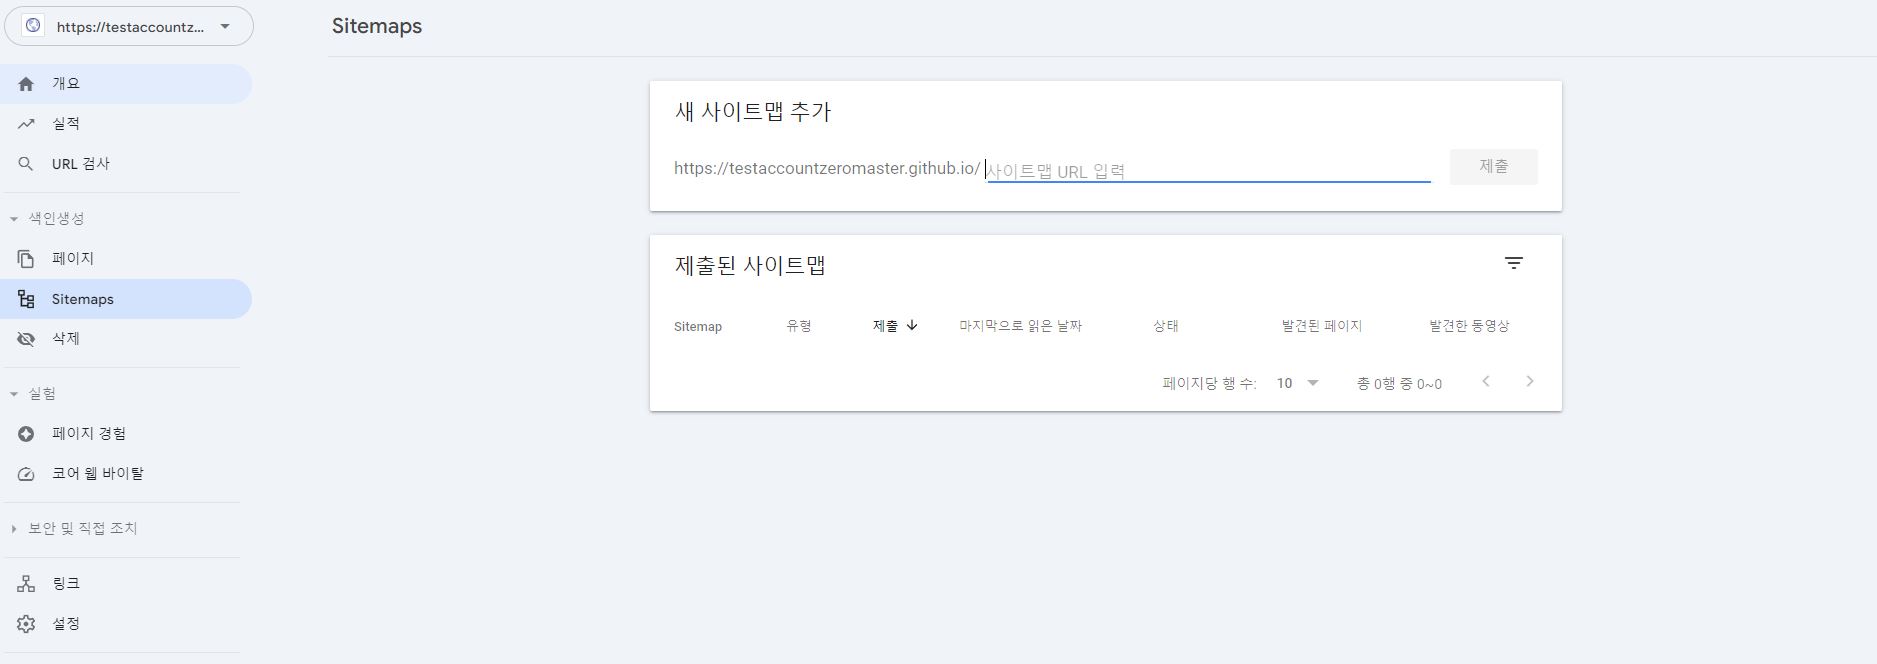 https://testaccountz...
개요
실적
URL 검사
색인생성
페이지
Sitemaps
삭제
실험
페이지 경험
코어 웹 바이탈
보안 및 직접 조치
링크
설정
Sitemaps
새 사이트맵 추가
https://testaccountzeromaster.github.io/ 사이트맵 URL 입력 제출
제출된 사이트맵
Sitemap 유형 제출 마지막으로 읽은 날짜 상태 발견된 페이지 발견한 동영상
페이지당 행 수: 10 총 0행 중 0~0